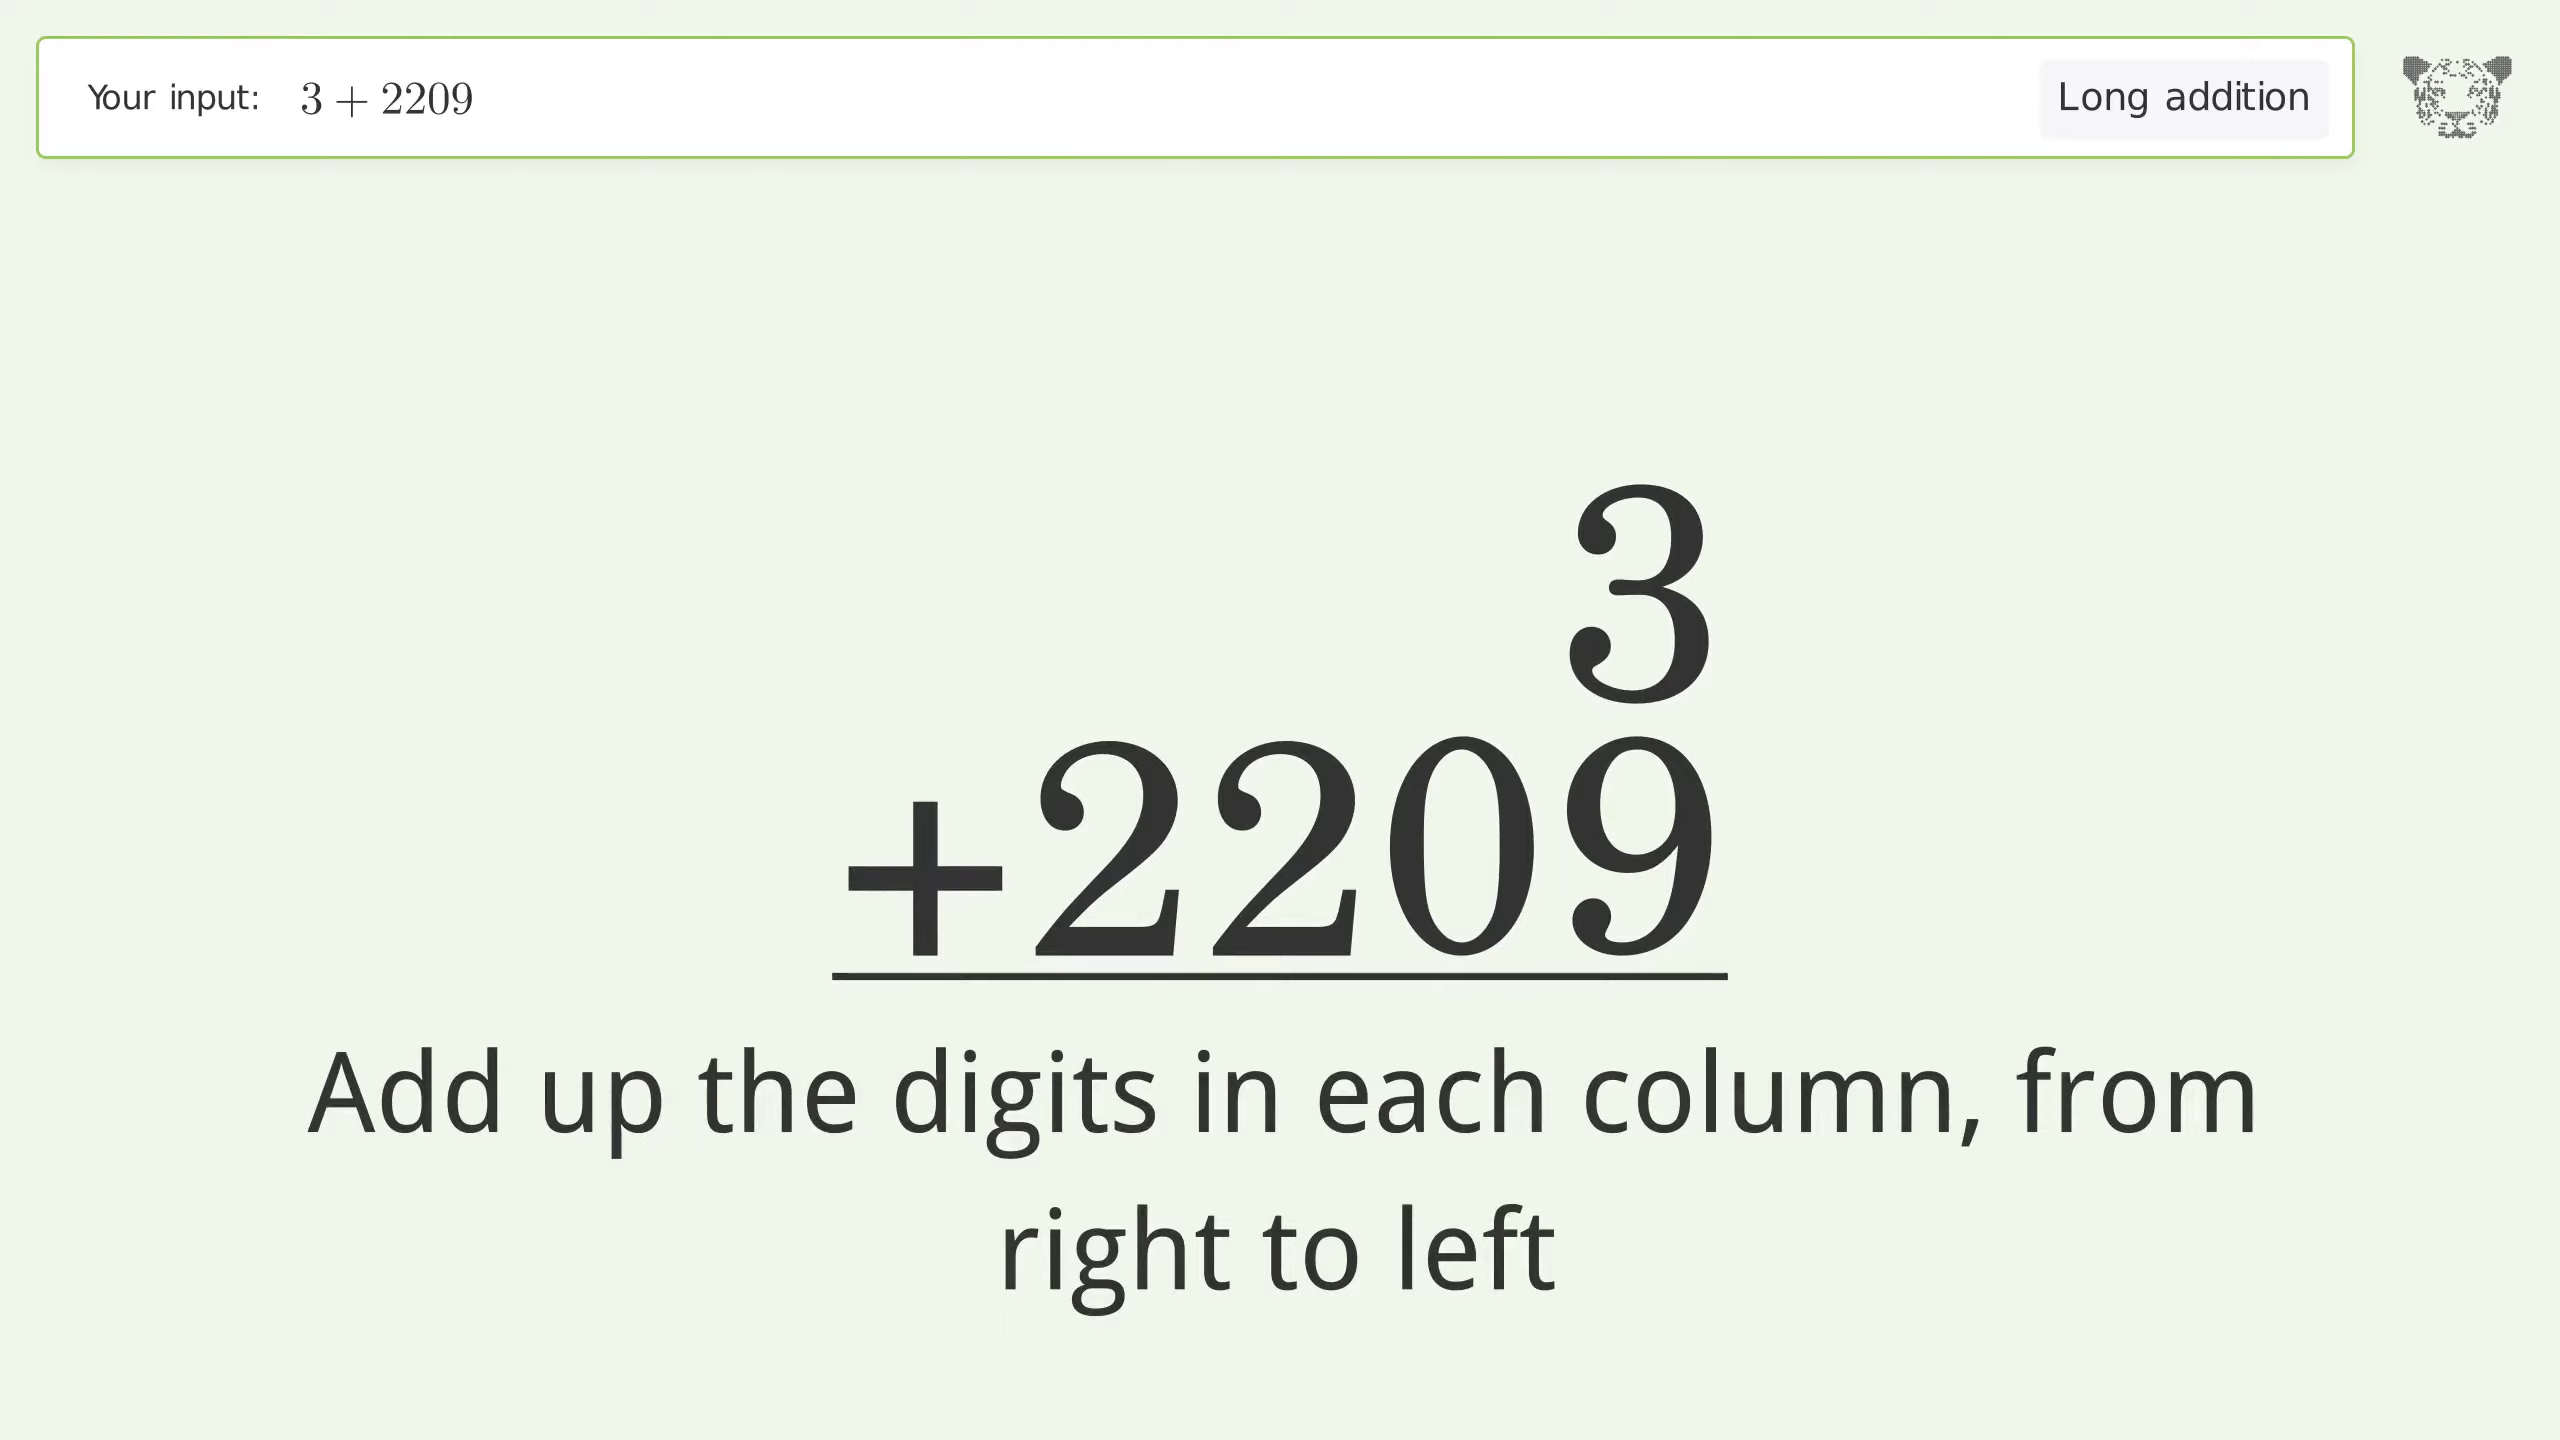 Your input: 3 + 2209
Long addition
3
+2209
Add up the digits in each column, from
right to left